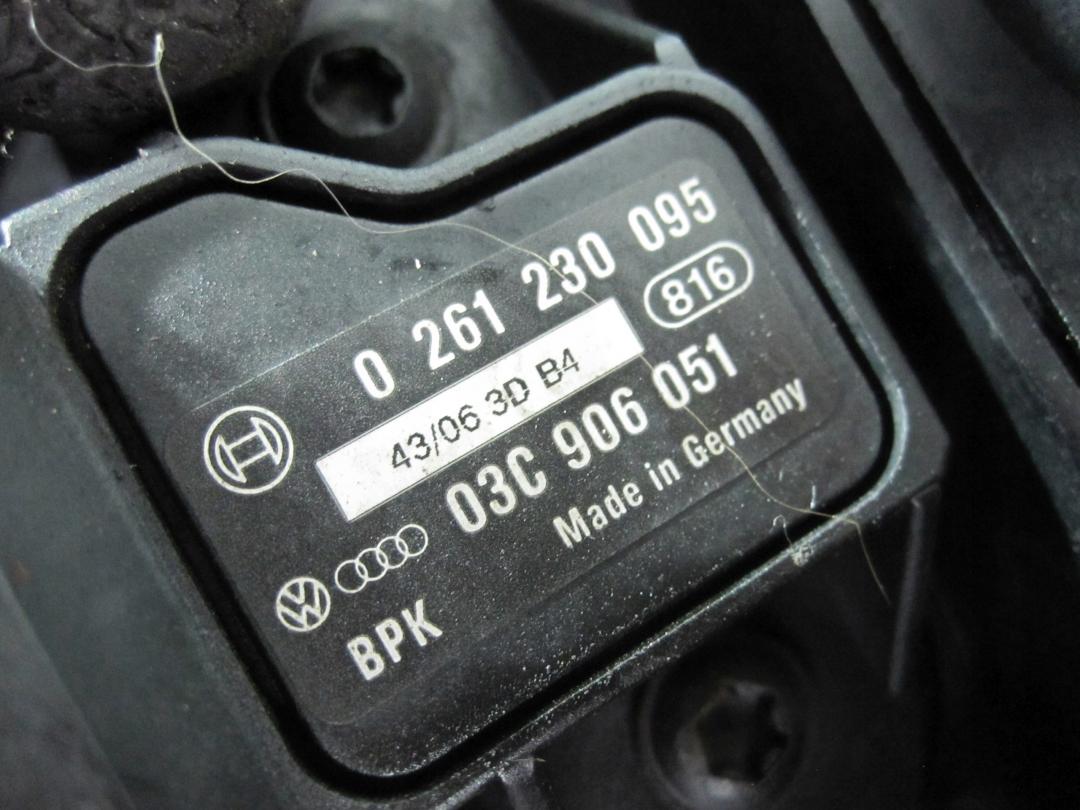 0 261 230 095
816
43/06 3D B4
03C 906 051
Made in Germany
BPK